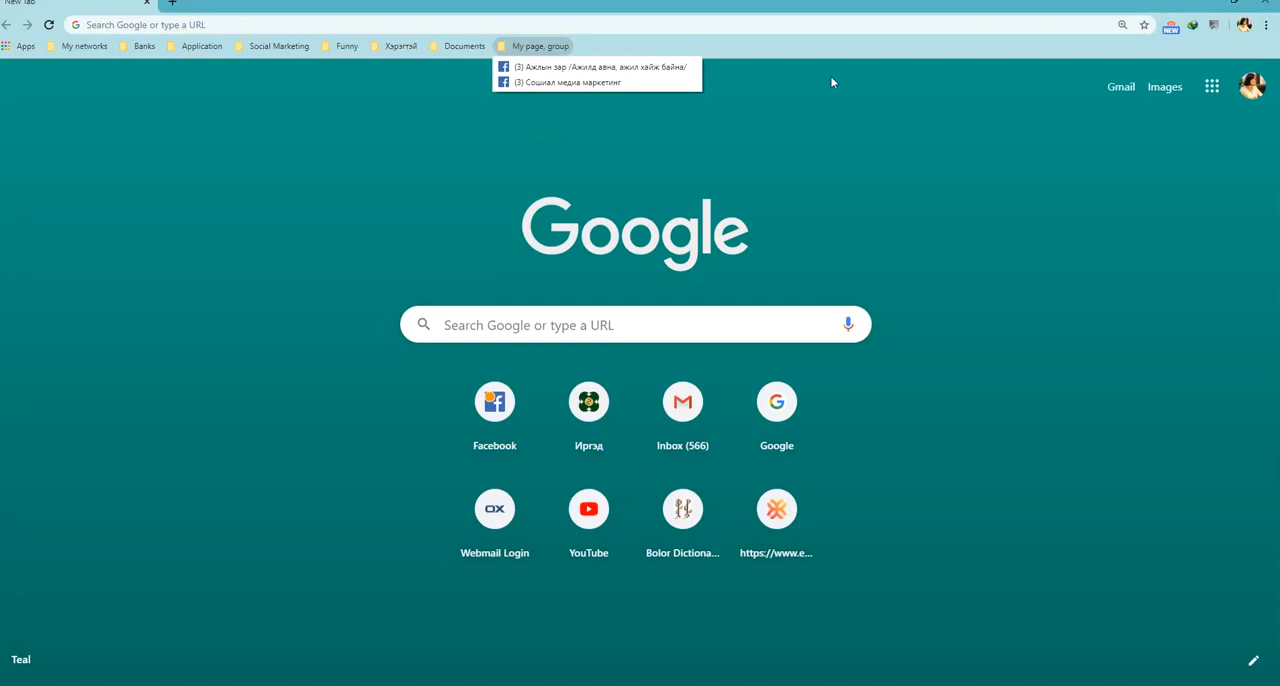 New Tab
Search Google or type a URL
NEW
Apps My networks Banks Application Social Marketing Funny Хэрэгтэй Documents My page, group
(3) Ажлын зар /Ажилд авна, ажил хайж байна/
(3) Сошиал медиа маркетинг
Gmail Images
Google
Search Google or type a URL
Facebook Иргэд Inbox (566) Google
OX
Webmail Login YouTube Bolor Dictiona... https://www.e...
Teal